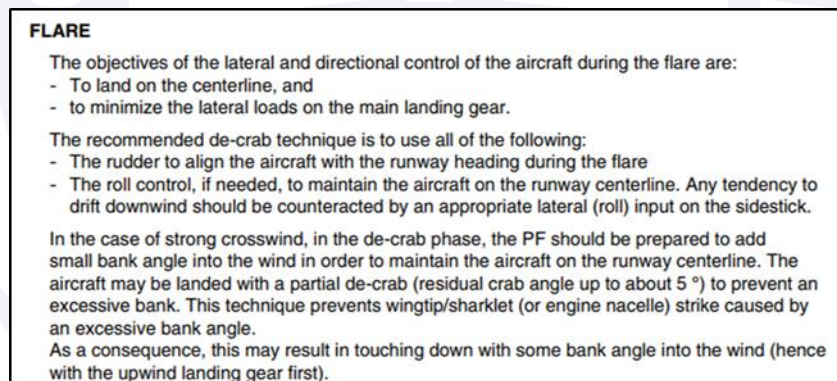 FLARE
The objectives of the lateral and directional control of the aircraft during the flare are:
- To land on the centerline, and
- to minimize the lateral loads on the main landing gear.
The recommended de-crab technique is to use all of the following:
- The rudder to align the aircraft with the runway heading during the flare
- The roll control, if needed, to maintain the aircraft on the runway centerline. Any tendency to
drift downwind should be counteracted by an appropriate lateral (roll) input on the sidestick.
In the case of strong crosswind, in the de-crab phase, the PF should be prepared to add
small bank angle into the wind in order to maintain the aircraft on the runway centerline. The
aircraft may be landed with a partial de-crab (residual crab angle up to about 5 °) to prevent an
excessive bank. This technique prevents wingtip/sharklet (or engine nacelle) strike caused by
an excessive bank angle.
As a consequence, this may result in touching down with some bank angle into the wind (hence
with the upwind landing gear first).